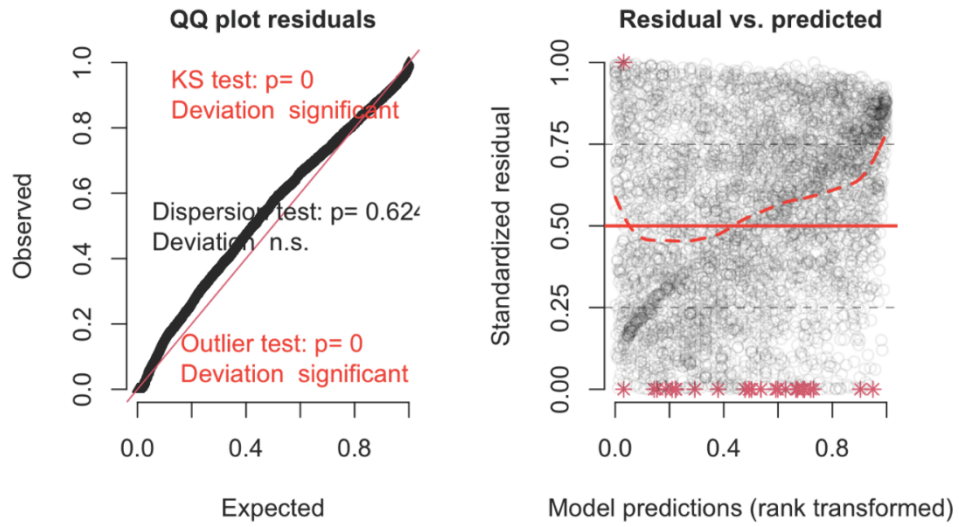 QQ plot residuals
Observed
0.0
0.2
0.4
0.6
0.8
1.0
KS test: p= 0
Deviation significant
Dispersion test: p= 0.624
Deviation n.s.
Outlier test: p= 0
Deviation significant
0.0
0.4
0.8
Expected
Residual vs. predicted
Standardized residual
0.00
0.25
0.50
0.75
1.00
0.0
0.4
0.8
Model predictions (rank transformed)